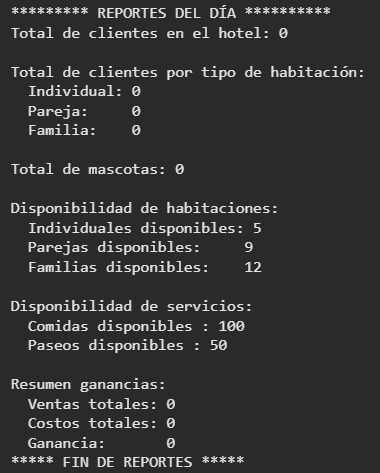 ********* REPORTES DEL DÍA **********
Total de clientes en el hotel: 0
Total de clientes por tipo de habitación:
Individual: 0
Pareja: 0
Familia: 0
Total de mascotas: 0
Disponibilidad de habitaciones:
Individuales disponibles: 5
Parejas disponibles: 9
Familias disponibles: 12
Disponibilidad de servicios:
Comidas disponibles : 100
Paseos disponibles : 50
Resumen ganancias:
Ventas totales: 0
Costos totales: 0
Ganancia: 0
***** FIN DE REPORTES *****